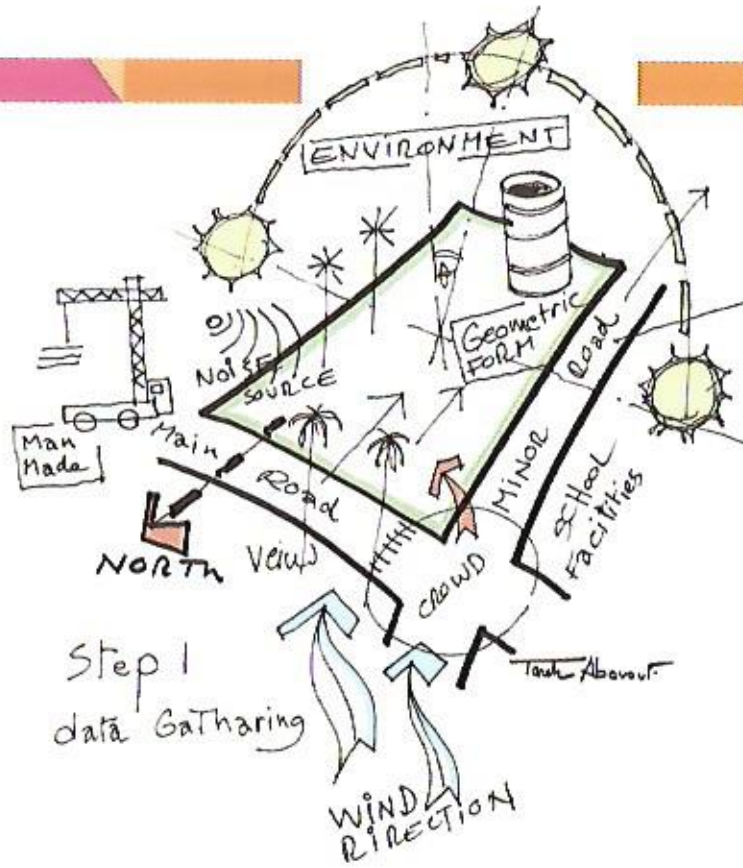 ENVIRONMENT
Geometric
FORM
NOiSE
SOURCE
Man
Made
Main
Road
MiNOR
Road
SCHOOL
Facilities
NORTH
Veiw
CROWD
Step 1
data GaTharing
WIND
RIRECTION